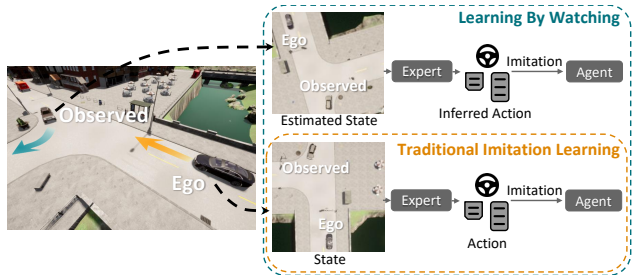 Learning By Watching
Ego
Observed
Estimated State
Expert
Imitation
Inferred Action
Agent
Observed
Ego
Traditional Imitation Learning
Observed
Ego
State
Expert
Imitation
Action
Agent